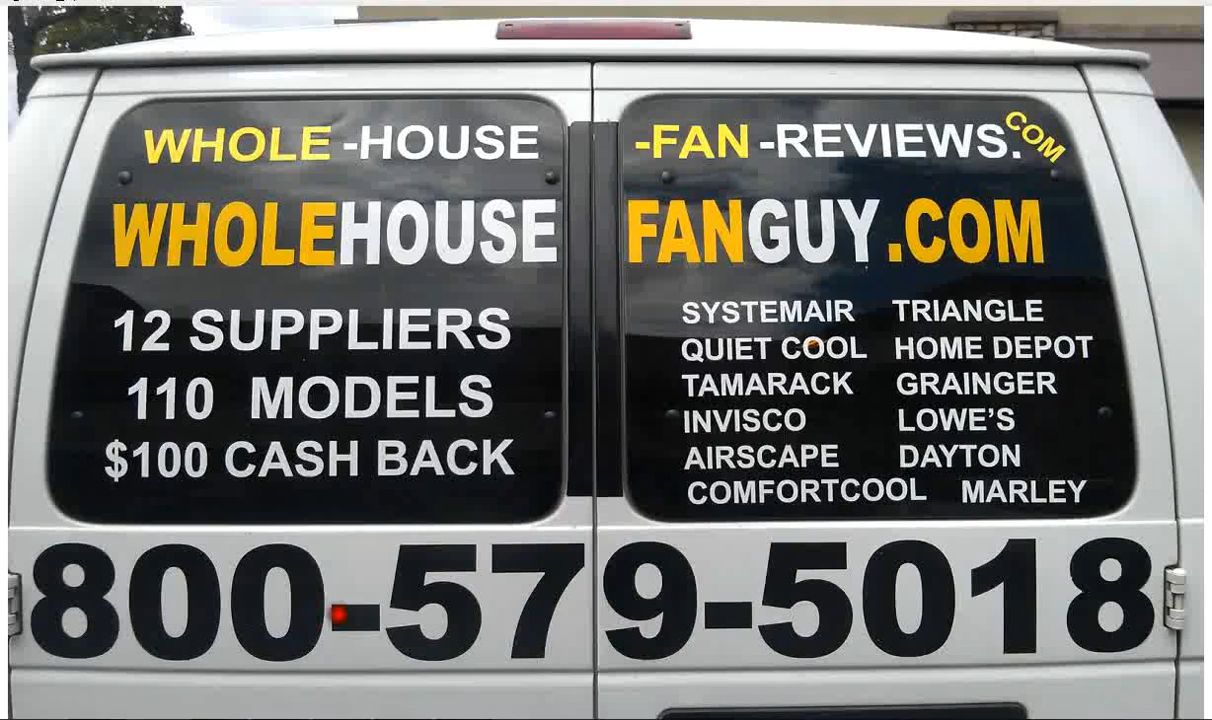 WHOLE -HOUSE -FAN -REVIEWS.COM
WHOLEHOUSE FANGUY.COM
12 SUPPLIERS
110 MODELS
$100 CASH BACK
SYSTEMAIR TRIANGLE
QUIET COOL HOME DEPOT
TAMARACK GRAINGER
INVISCO LOWE'S
AIRSCAPE DAYTON
COMFORTCOOL MARLEY
800-579-5018